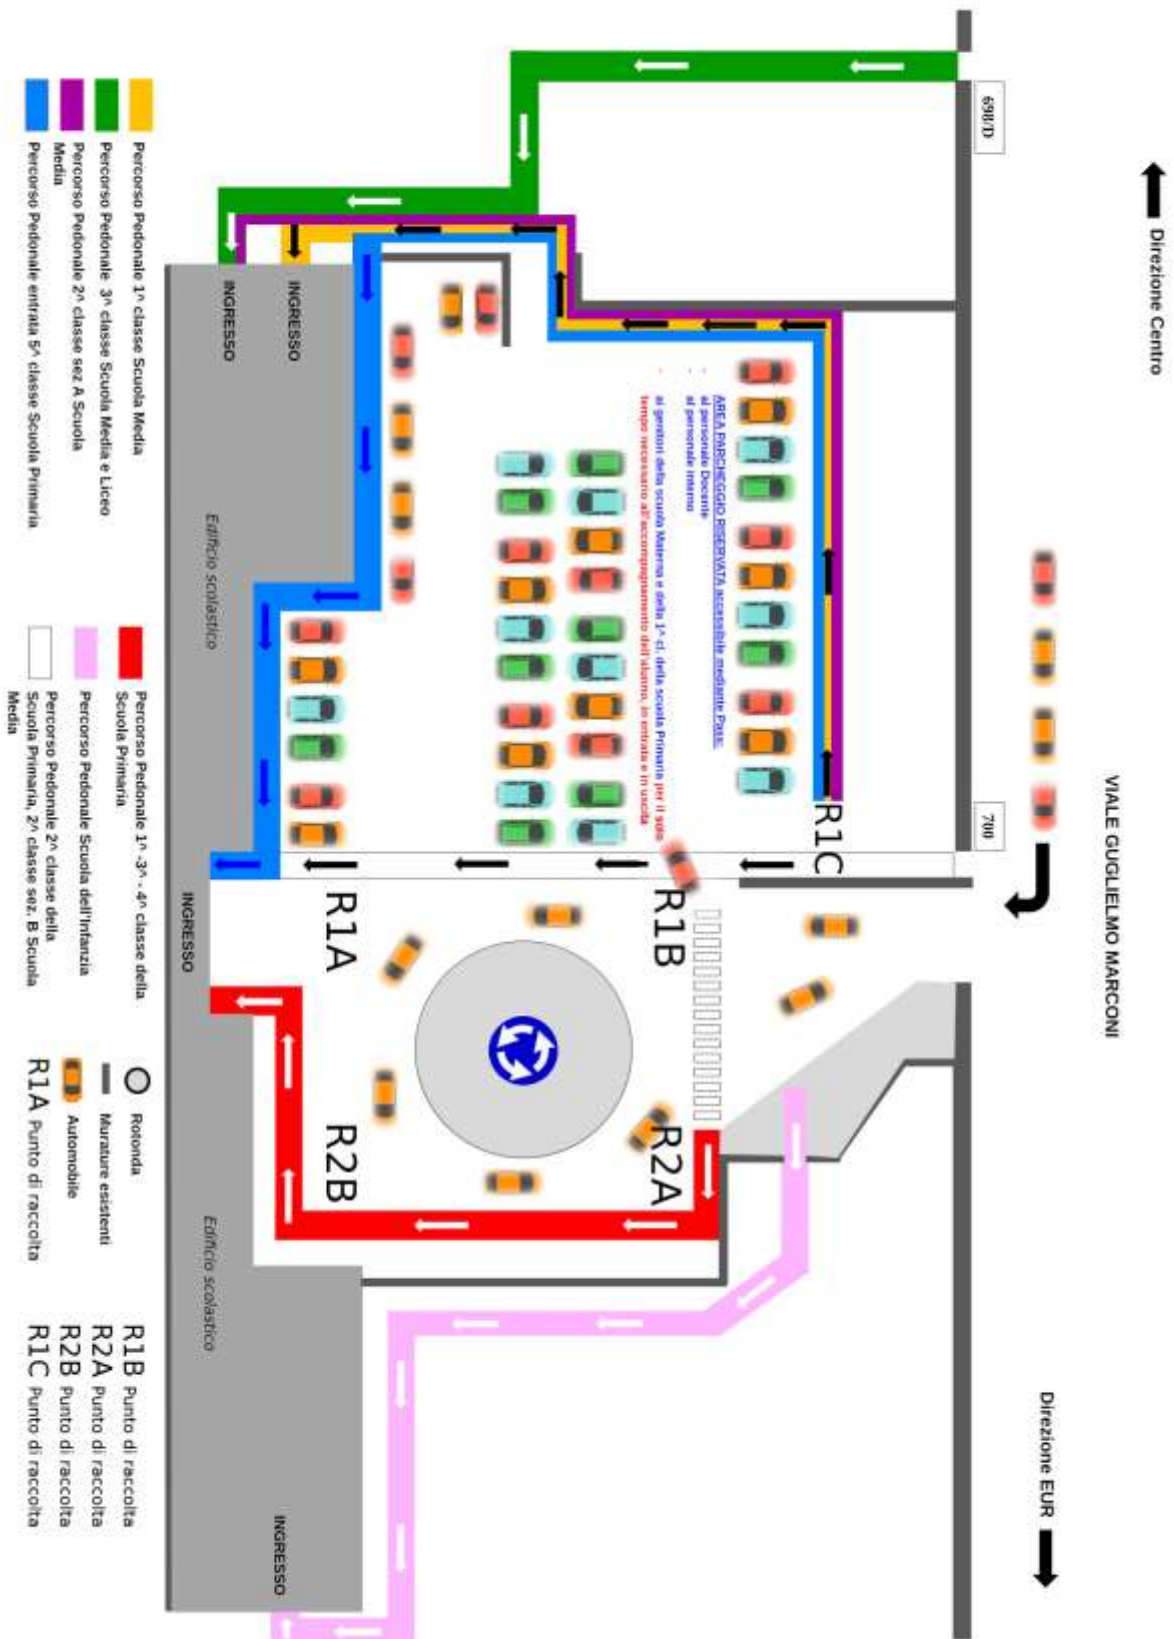 Direzione Centro
VIALE GUGLIELMO MARCONI
Direzione EUR
698/D
700
R1C
AREA PARCHEGGIO RISERVATA accessibile mediante Pass:
- al personale Docente
- al personale interno
- ai genitori della scuola Materna e della 1^ cl. della scuola Primaria per il solo
tempo necessario all'accompagnamento dell'alunno, in entrata e in uscita
R1B
R2A
R1A
R2B
INGRESSO
INGRESSO
INGRESSO
INGRESSO
Edificio scolastico
Edificio scolastico
Percorso Pedonale 1^ classe Scuola Media
Percorso Pedonale 3^ classe Scuola Media e Liceo
Percorso Pedonale 2^ classe sez A Scuola
Media
Percorso Pedonale entrata 5^ classe Scuola Primaria
Percorso Pedonale 1^ -3^ - 4^ classe della
Scuola Primaria
Percorso Pedonale Scuola dell'Infanzia
Percorso Pedonale 2^ classe della
Scuola Primaria, 2^ classe sez. B Scuola
Media
Rotonda
Murature esistenti
Automobile
R1A Punto di raccolta
R1B Punto di raccolta
R2A Punto di raccolta
R2B Punto di raccolta
R1C Punto di raccolta